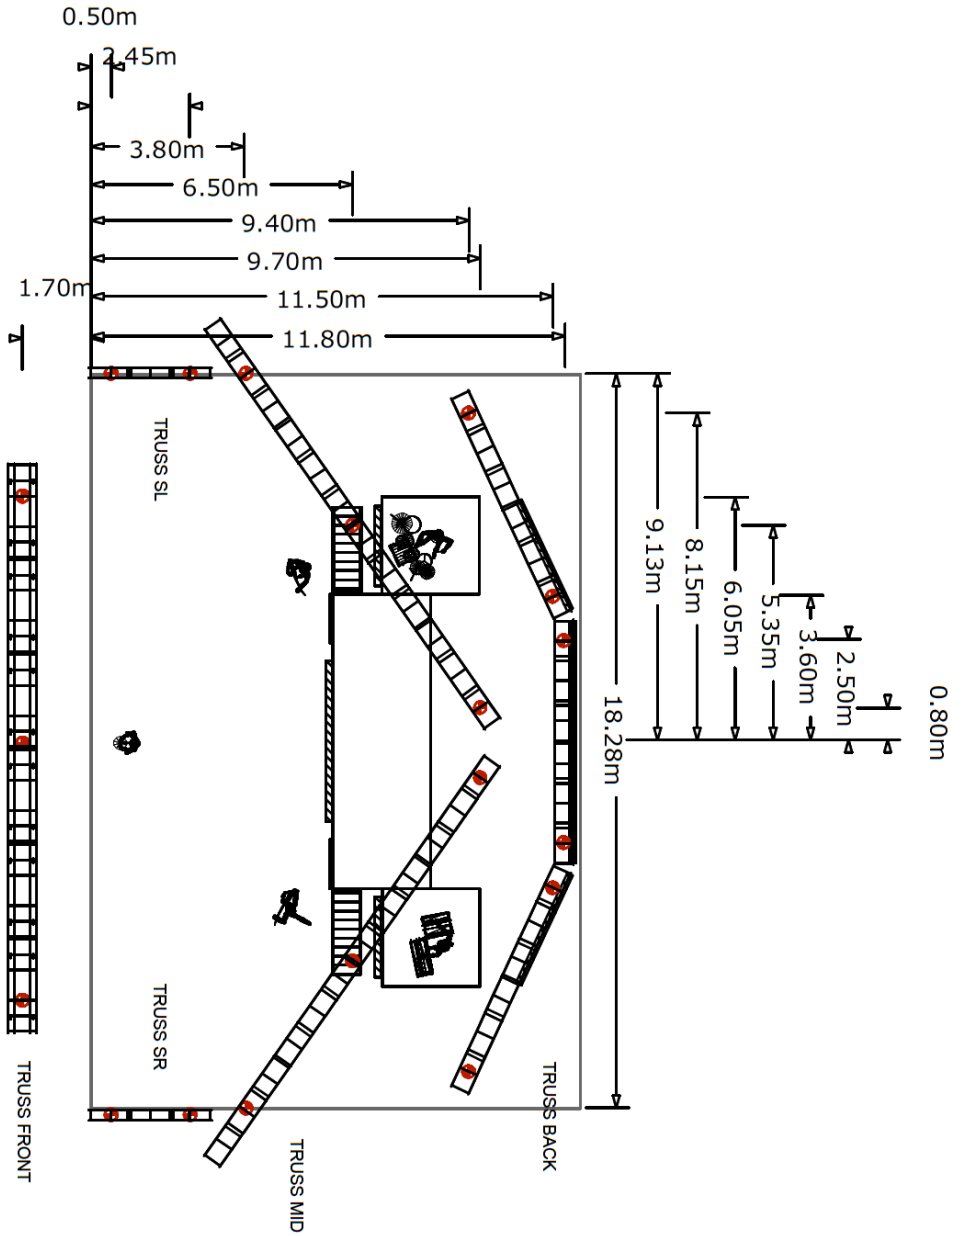 0.50m
2.45m
3.80m
6.50m
9.40m
9.70m
1.70m
11.50m
11.80m
TRUSS SL
9.13m
8.15m
6.05m
5.35m
3.60m
2.50m
0.80m
18.28m
TRUSS SR
TRUSS FRONT
TRUSS MID
TRUSS BACK